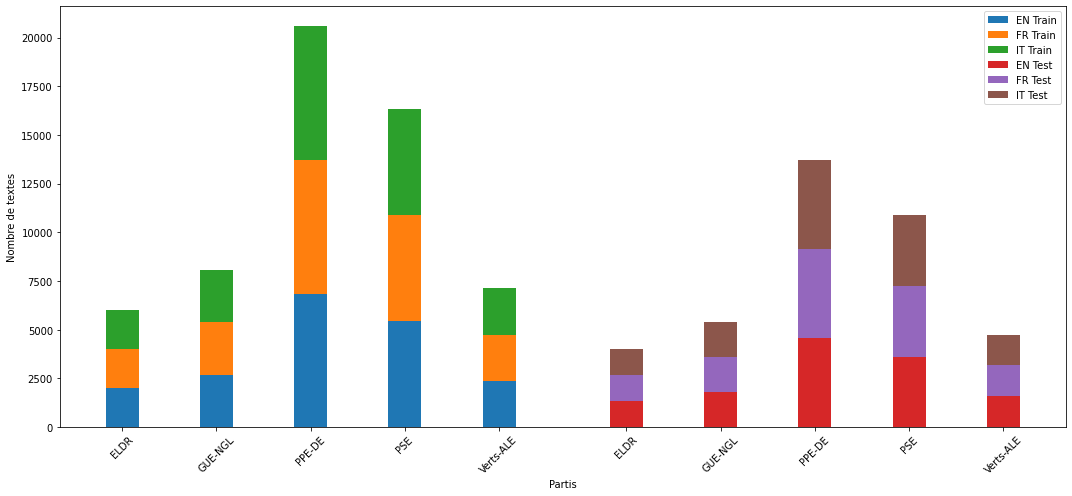 EN Train
FR Train
IT Train
EN Test
FR Test
IT Test
Nombre de textes
20000
17500
15000
12500
10000
7500
5000
2500
0
ELDR
GUE-NGL
PPE-DE
PSE
Verts-ALE
ELDR
GUE-NGL
PPE-DE
PSE
Verts-ALE
Partis